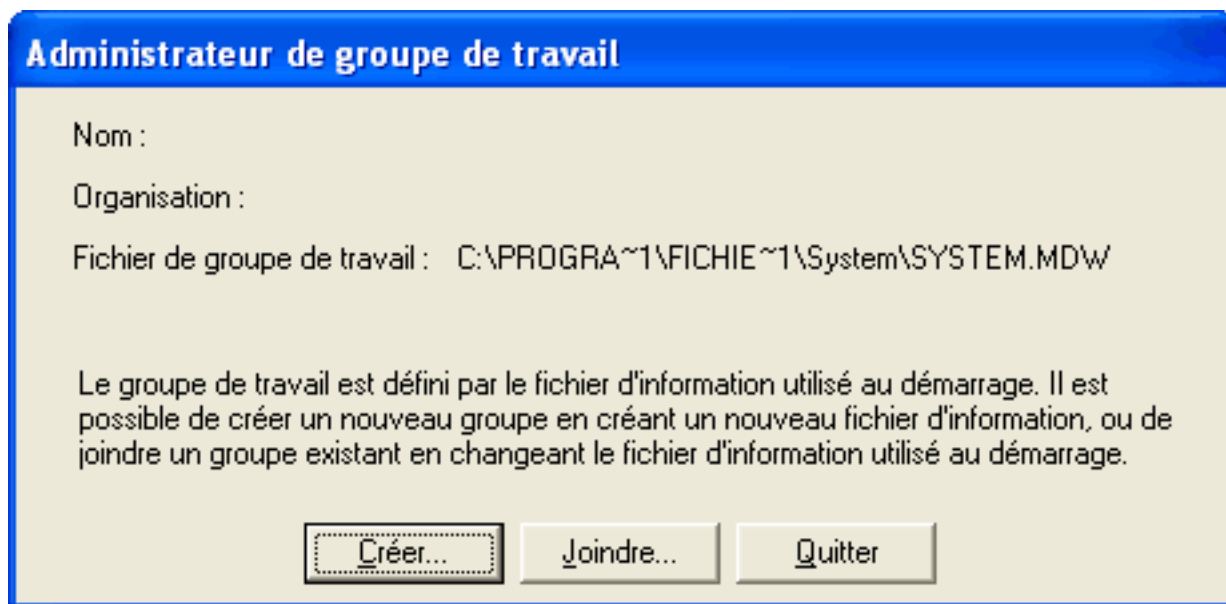 Administrateur de groupe de travail
Nom :
Organisation :
Fichier de groupe de travail : C:\PROGRA~1\FICHIE~1\System\SYSTEM.MDW
Le groupe de travail est défini par le fichier d'information utilisé au démarrage. Il est
possible de créer un nouveau groupe en créant un nouveau fichier d'information, ou de
joindre un groupe existant en changeant le fichier d'information utilisé au démarrage.
Créer... Joindre... Quitter